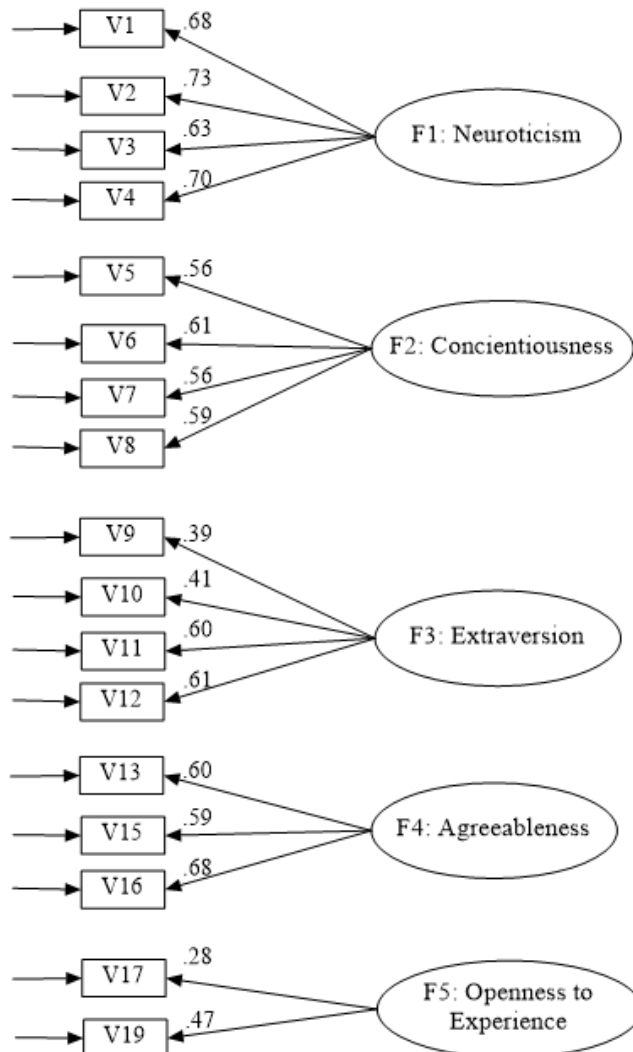 V1
.68
V2
.73
F1: Neuroticism
V3
.63
V4
.70
V5
.56
V6
.61
F2: Concientiousness
V7
.56
V8
.59
V9
.39
V10
.41
V11
.60
F3: Extraversion
V12
.61
V13
.60
V15
.59
F4: Agreeableness
V16
.68
V17
.28
F5: Openness to
Experience
V19
.47